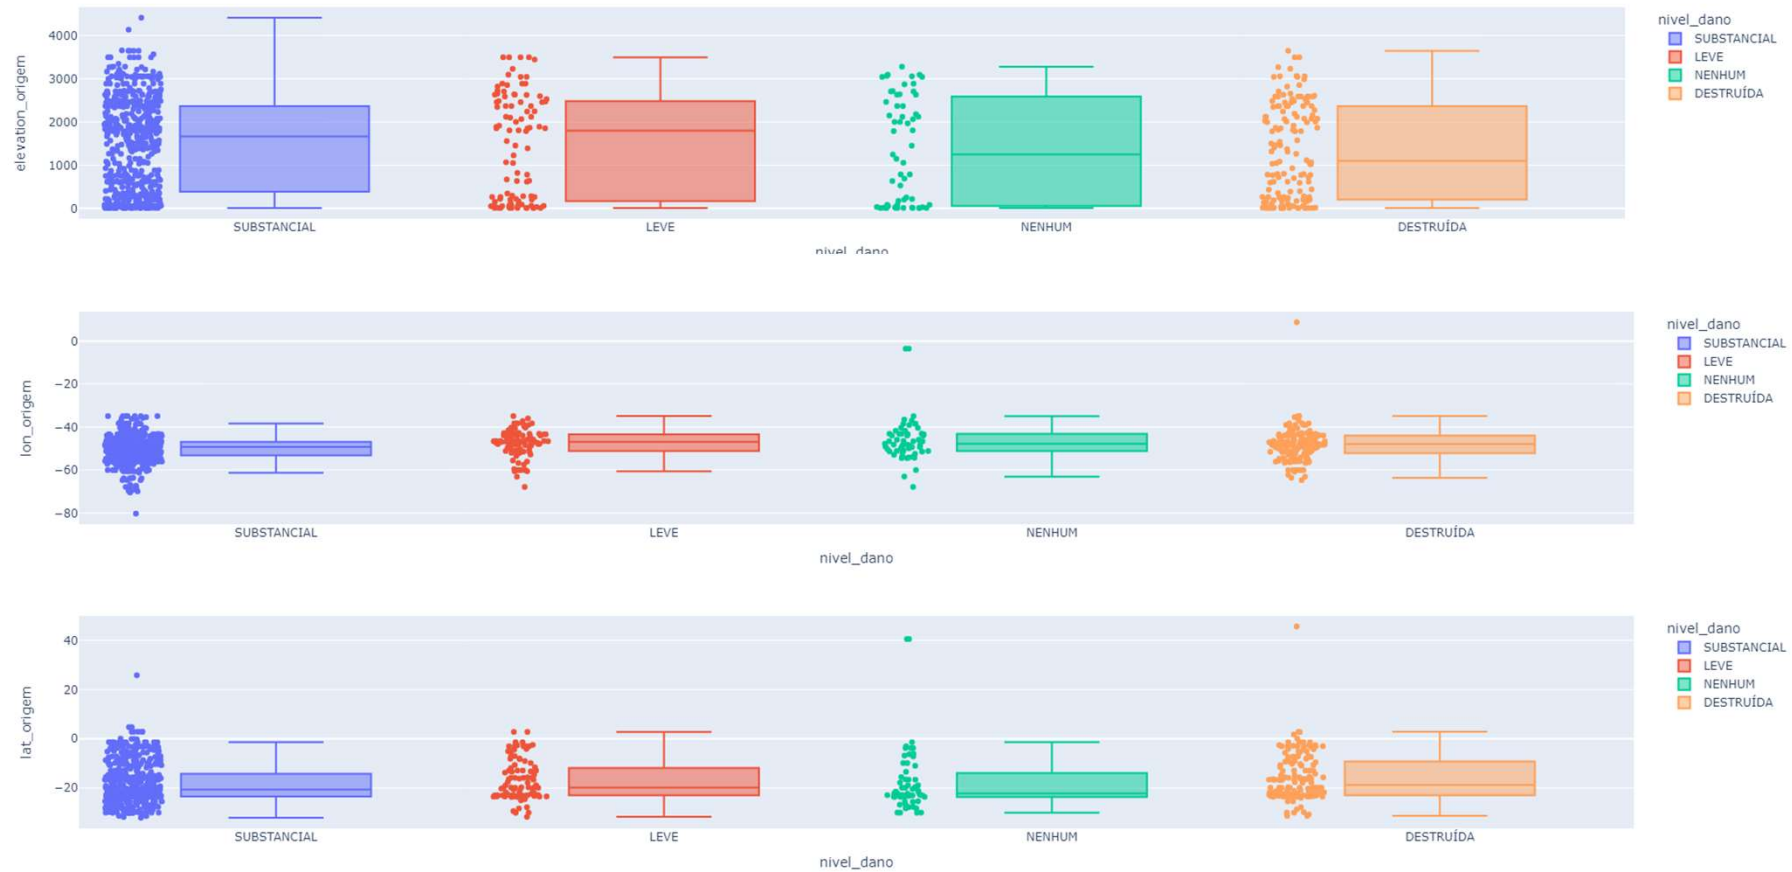 nivel_dano
SUBSTANCIAL
LEVE
NENHUM
DESTRUÍDA
elevation_origem
4000
3000
2000
1000
0
SUBSTANCIAL LEVE NENHUM DESTRUÍDA
nivel_dano
nivel_dano
SUBSTANCIAL
LEVE
NENHUM
DESTRUÍDA
lon_origem
0
−20
−40
−60
−80
SUBSTANCIAL LEVE NENHUM DESTRUÍDA
nivel_dano
nivel_dano
SUBSTANCIAL
LEVE
NENHUM
DESTRUÍDA
lat_origem
40
20
0
−20
SUBSTANCIAL LEVE NENHUM DESTRUÍDA
nivel_dano